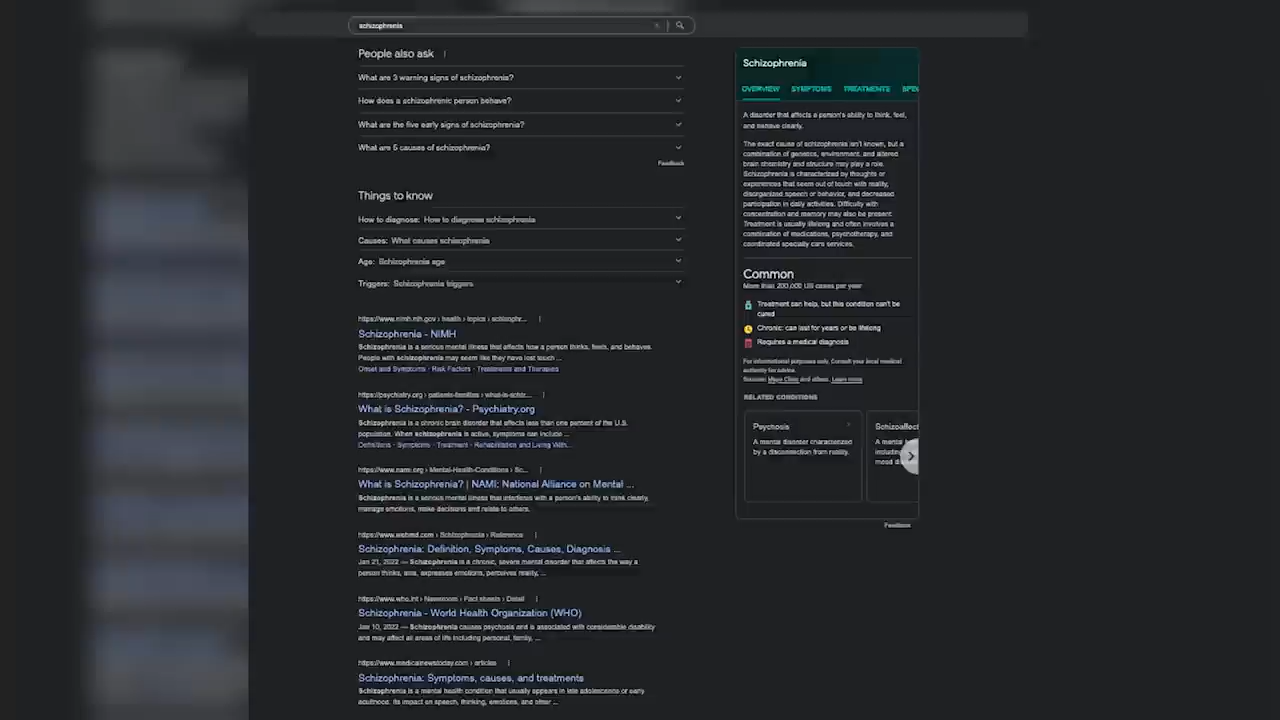 schizophrenia
People also ask
What are 3 warning signs of schizophrenia?
How does a schizophrenic person behave?
What are the five early signs of schizophrenia?
What are 5 causes of schizophrenia?
Feedback
Things to know
How to diagnose: How to diagnose schizophrenia
Causes: What causes schizophrenia
Age: Schizophrenia age
Triggers: Schizophrenia triggers
https://www.nimh.nih.gov › health › topics › schizophr...
Schizophrenia - NIMH
Schizophrenia is a serious mental illness that affects how a person thinks, feels, and behaves.
People with schizophrenia may seem like they have lost touch ...
Onset and Symptoms · Risk Factors · Treatments and Therapies
https://psychiatry.org › patients-families › what-is-schiz...
What is Schizophrenia? - Psychiatry.org
Schizophrenia is a chronic brain disorder that affects less than one percent of the U.S.
population. When schizophrenia is active, symptoms can include ...
Definitions · Symptoms · Treatment · Rehabilitation and Living With...
https://www.nami.org › Mental-Health-Conditions › Sc...
What is Schizophrenia? | NAMI: National Alliance on Mental ...
Schizophrenia is a serious mental illness that interferes with a person's ability to think clearly,
manage emotions, make decisions and relate to others.
https://www.webmd.com › Schizophrenia › Reference
Schizophrenia: Definition, Symptoms, Causes, Diagnosis ...
Jan 21, 2022 — Schizophrenia is a chronic, severe mental disorder that affects the way a
person thinks, acts, expresses emotions, perceives reality, ...
https://www.who.int › Newsroom › Fact sheets › Detail
Schizophrenia - World Health Organization (WHO)
Jan 10, 2022 — Schizophrenia causes psychosis and is associated with considerable disability
and may affect all areas of life including personal, family, ...
https://www.medicalnewstoday.com › articles
Schizophrenia: Symptoms, causes, and treatments
Schizophrenia is a mental health condition that usually appears in late adolescence or early
adulthood. Its impact on speech, thinking, emotions, and other ...
Schizophrenia
OVERVIEW SYMPTOMS TREATMENTS SPEC
A disorder that affects a person's ability to think, feel,
and behave clearly.
The exact cause of schizophrenia isn't known, but a
combination of genetics, environment, and altered
brain chemistry and structure may play a role.
Schizophrenia is characterized by thoughts or
experiences that seem out of touch with reality,
disorganized speech or behavior, and decreased
participation in daily activities. Difficulty with
concentration and memory may also be present.
Treatment is usually lifelong and often involves a
combination of medications, psychotherapy, and
coordinated specialty care services.
Common
More than 200,000 US cases per year
Treatment can help, but this condition can't be
cured
Chronic: can last for years or be lifelong
Requires a medical diagnosis
For informational purposes only. Consult your local medical
authority for advice.
Sources: Mayo Clinic and others. Learn more
RELATED CONDITIONS
Psychosis
A mental disorder characterized
by a disconnection from reality.
Schizoaffect
A mental
including
mood
Feedback